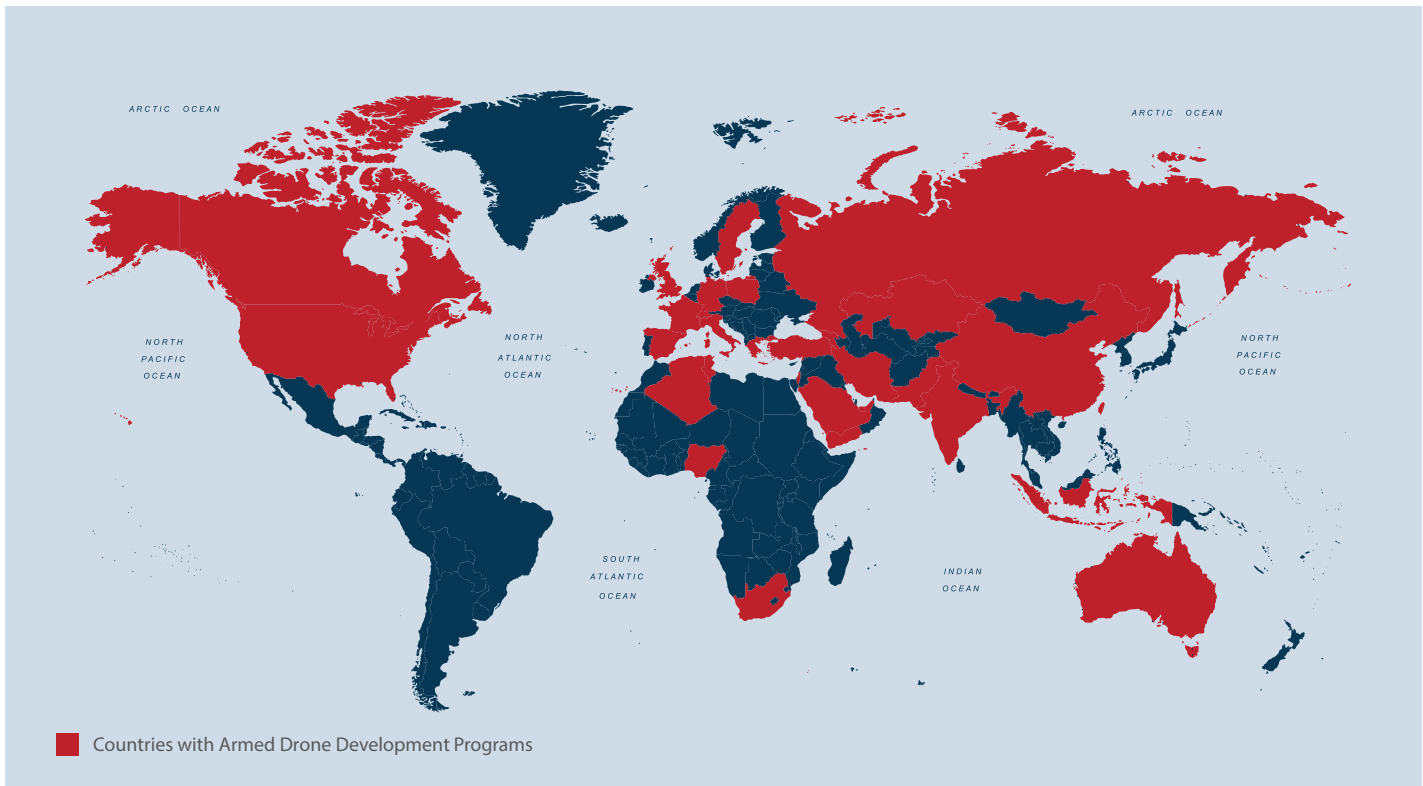 ARCTIC OCEAN
ARCTIC OCEAN
NORTH
PACIFIC
OCEAN
NORTH
ATLANTIC
OCEAN
NORTH
PACIFIC
OCEAN
SOUTH
ATLANTIC
OCEAN
INDIAN
OCEAN
Countries with Armed Drone Development Programs